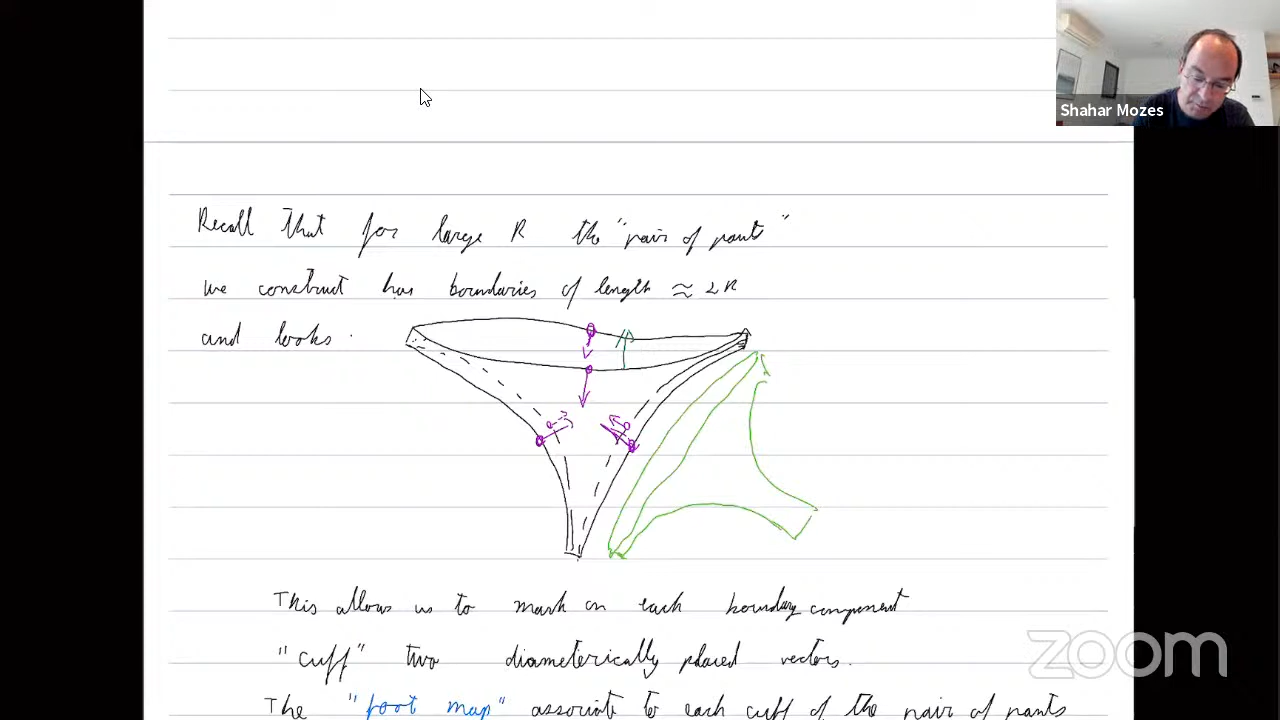 Shahar Mozes
Recall that for large R the "pair of pants"
we construct has boundaries of length ≈ 2R
and looks.
This allows us to mark on each boundary component
"cuff" two diameterically placed vectors.
The "foot map" associate to each cuff of the pair of pants
zoom